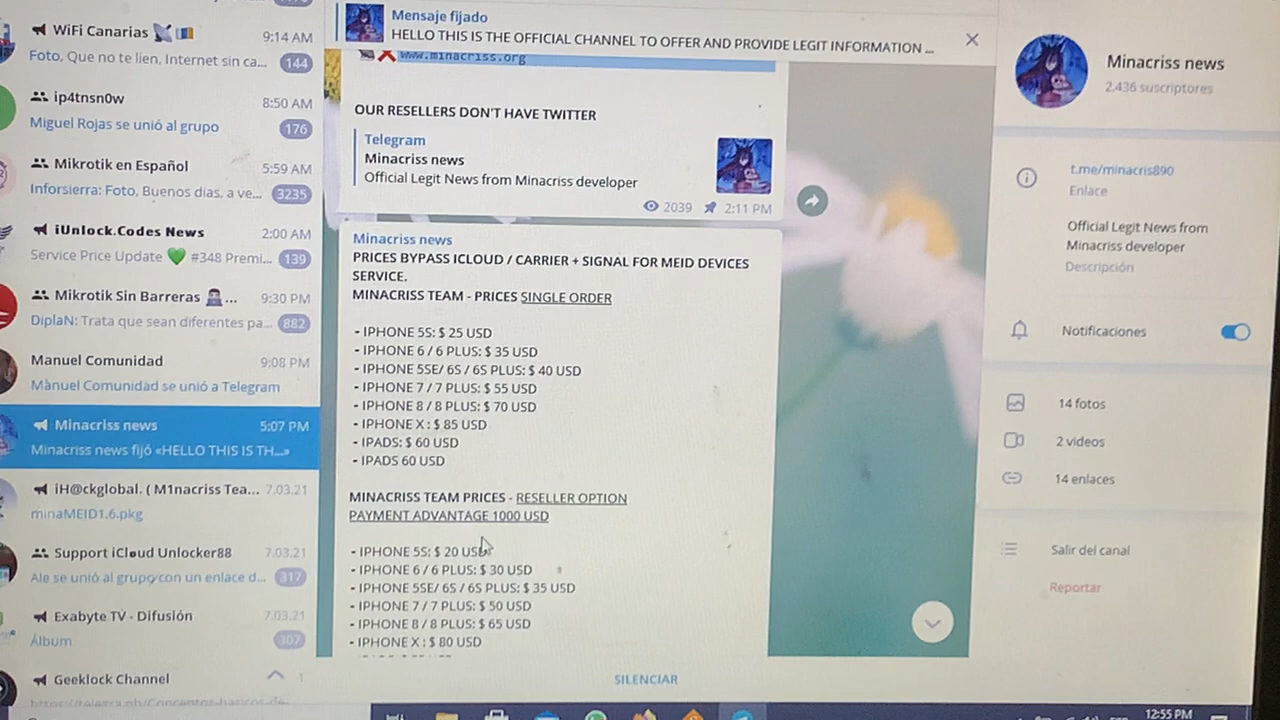 WiFi Canarias
9:14 AM
Foto, Que no te líen, Internet sin ca...
144
ip4tnsn0w
8:50 AM
Miguel Rojas se unió al grupo
176
Mikrotik en Español
5:59 AM
Inforsierra: Foto, Buenos dias, a ve...
3235
iUnlock.Codes News
2:00 AM
Service Price Update 💚 #348 Premi...
139
Mikrotik Sin Barreras
9:30 PM
DiplaN: Trata que sean diferentes pa...
882
Manuel Comunidad
9:08 PM
Manuel Comunidad se unió a Telegram
Minacriss news
5:07 PM
Minacriss news fijó «HELLO THIS IS TH...»
iH@ckglobal. ( M1nacriss Tea...
7.03.21
minaMEID1.6.pkg
Support iCloud Unlocker88
7.03.21
Ale se unió al grupo con un enlace d...
317
Exabyte TV - Difusión
7.03.21
Álbum
307
Geeklock Channel
1
Mensaje fijado
HELLO THIS IS THE OFFICIAL CHANNEL TO OFFER AND PROVIDE LEGIT INFORMATION ...
www.minacriss.org
OUR RESELLERS DON'T HAVE TWITTER
Telegram
Minacriss news
Official Legit News from Minacriss developer
2039
2:11 PM
Minacriss news
PRICES BYPASS ICLOUD / CARRIER + SIGNAL FOR MEID DEVICES
SERVICE.
MINACRISS TEAM - PRICES SINGLE ORDER
- IPHONE 5S: $ 25 USD
- IPHONE 6 / 6 PLUS: $ 35 USD
- IPHONE 5SE/ 6S / 6S PLUS: $ 40 USD
- IPHONE 7 / 7 PLUS: $ 55 USD
- IPHONE 8 / 8 PLUS: $ 70 USD
- IPHONE X : $ 85 USD
- IPADS: $ 60 USD
- IPADS 60 USD
MINACRISS TEAM PRICES - RESELLER OPTION
PAYMENT ADVANTAGE 1000 USD
- IPHONE 5S: $ 20 USD
- IPHONE 6 / 6 PLUS: $ 30 USD
- IPHONE 5SE/ 6S / 6S PLUS: $ 35 USD
- IPHONE 7 / 7 PLUS: $ 50 USD
- IPHONE 8 / 8 PLUS: $ 65 USD
- IPHONE X : $ 80 USD
SILENCIAR
Minacriss news
2.436 suscriptores
t.me/minacris890
Enlace
Official Legit News from
Minacriss developer
Descripción
Notificaciones
14 fotos
2 videos
14 enlaces
Salir del canal
Reportar
12:55 PM